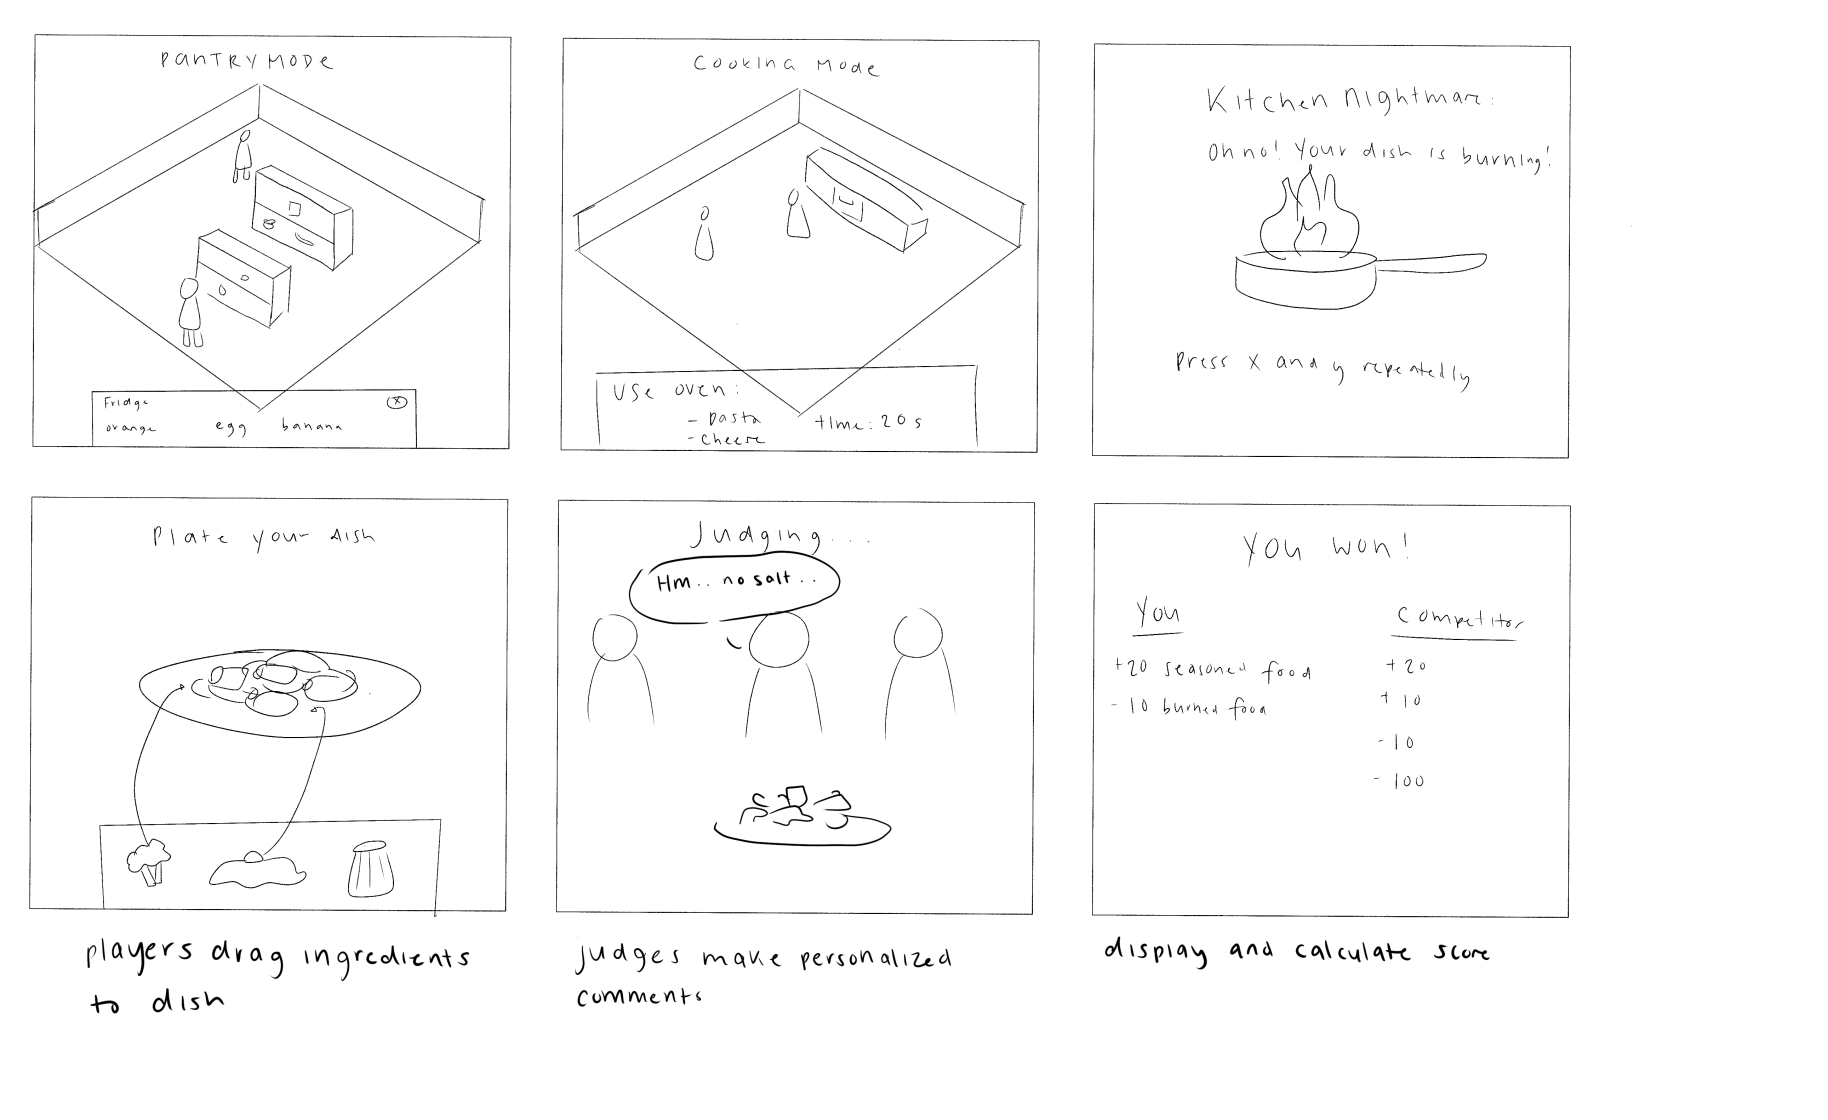 PANTRY MODE
Fridge
X
orange egg banana
COOKING MODE
USE OVEN:
- pasta time: 20s
- cheese
Kitchen Nightmare:
Oh no! Your dish is burning!
Press X and y repeatedly
Plate your dish
players drag ingredients
to dish
Judging...
Hm.. no salt..
judges make personalized
comments
You won!
You Competitor
+20 seasoned food +20
- 10 burned food + 10
- 10
- 100
display and calculate score